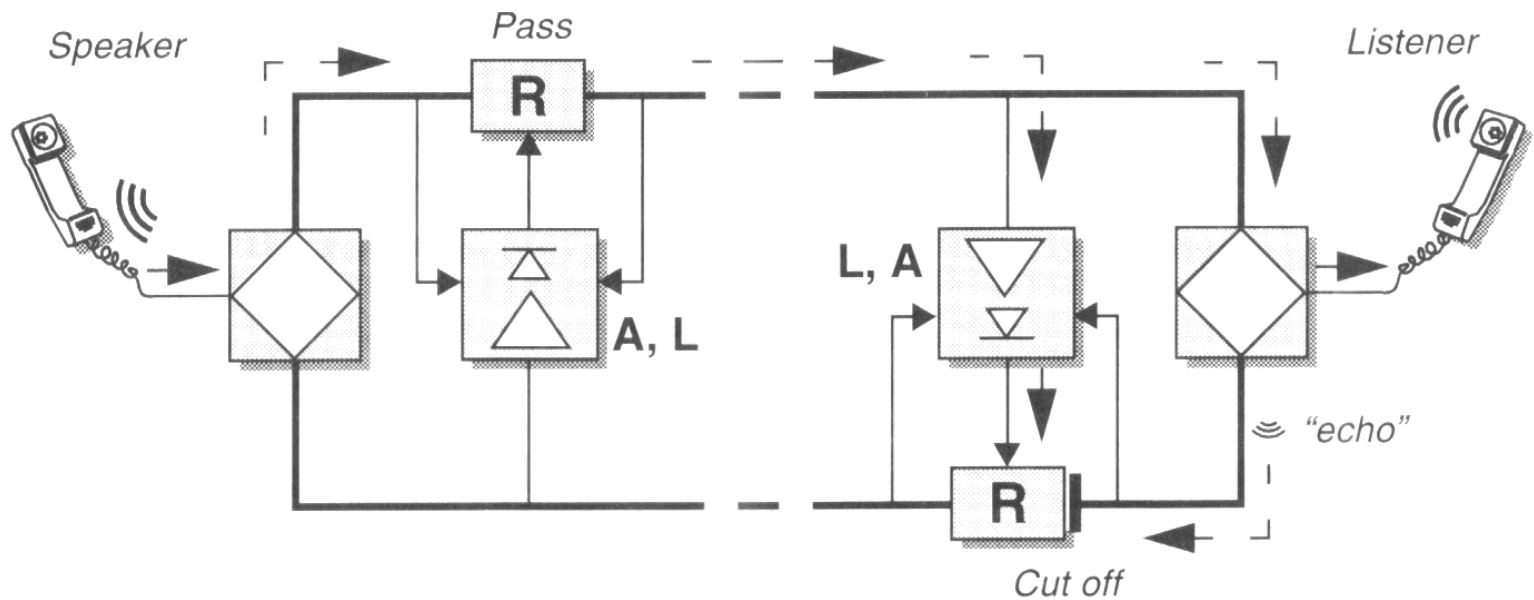 Speaker
Pass
Listener
R
L, A
A, L
"echo"
R
Cut off